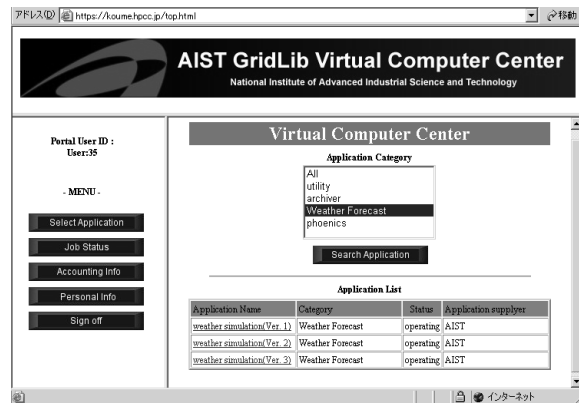 アドレス(D) https://koume.hpcc.jp/top.html 移動
AIST GridLib Virtual Computer Center
National Institute of Advanced Industrial Science and Technology
Portal User ID :
User:35
- MENU -
Select Application
Job Status
Accounting Info
Personal Info
Sign off
Virtual Computer Center
Application Category
All
utility
archiver
Weather Forecast
phoenics
Search Application
Application List
Application Name Category Status Application supplyer
weather simulation(Ver. 1) Weather Forecast operating AIST
weather simulation(Ver. 2) Weather Forecast operating AIST
weather simulation(Ver. 3) Weather Forecast operating AIST
インターネット